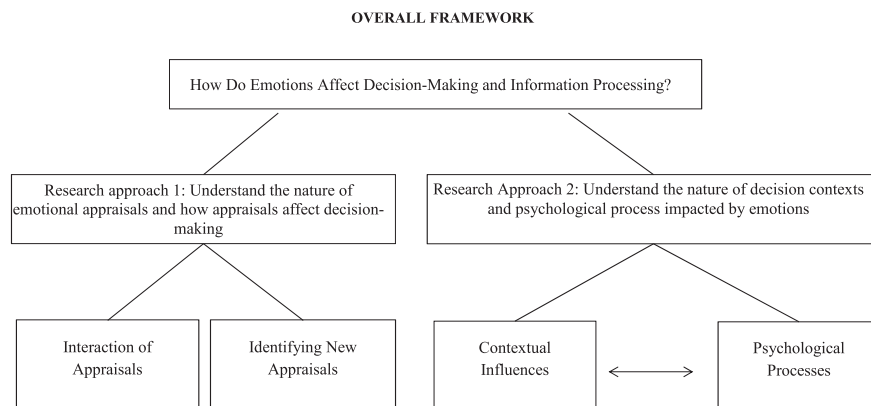 OVERALL FRAMEWORK
How Do Emotions Affect Decision-Making and Information Processing?
Research approach 1: Understand the nature of
emotional appraisals and how appraisals affect decision-
making
Research Approach 2: Understand the nature of decision contexts
and psychological process impacted by emotions
Interaction of
Appraisals
Identifying New
Appraisals
Contextual
Influences
Psychological
Processes